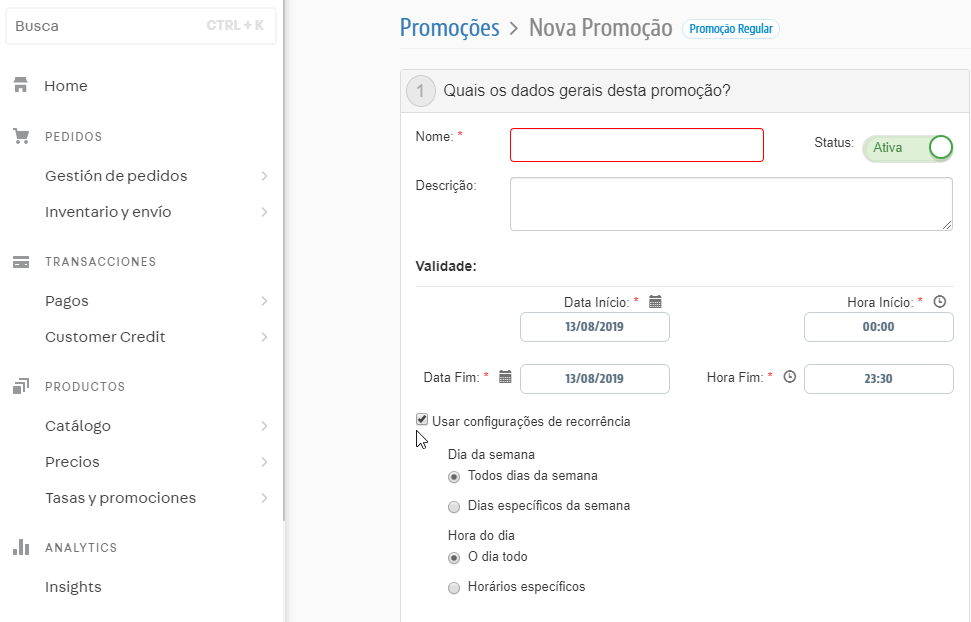 Busca CTRL + K
Home
PEDIDOS
Gestión de pedidos
Inventario y envío
TRANSACCIONES
Pagos
Customer Credit
PRODUCTOS
Catálogo
Precios
Tasas y promociones
ANALYTICS
Insights
Promoções > Nova Promoção Promoção Regular
1 Quais os dados gerais desta promoção?
Nome: * Status: Ativa
Descrição:
Validade:
Data Início: * Hora Início: *
13/08/2019 00:00
Data Fim: * 13/08/2019 Hora Fim: * 23:30
Usar configurações de recorrência
Dia da semana
Todos dias da semana
Dias específicos da semana
Hora do dia
O dia todo
Horários específicos